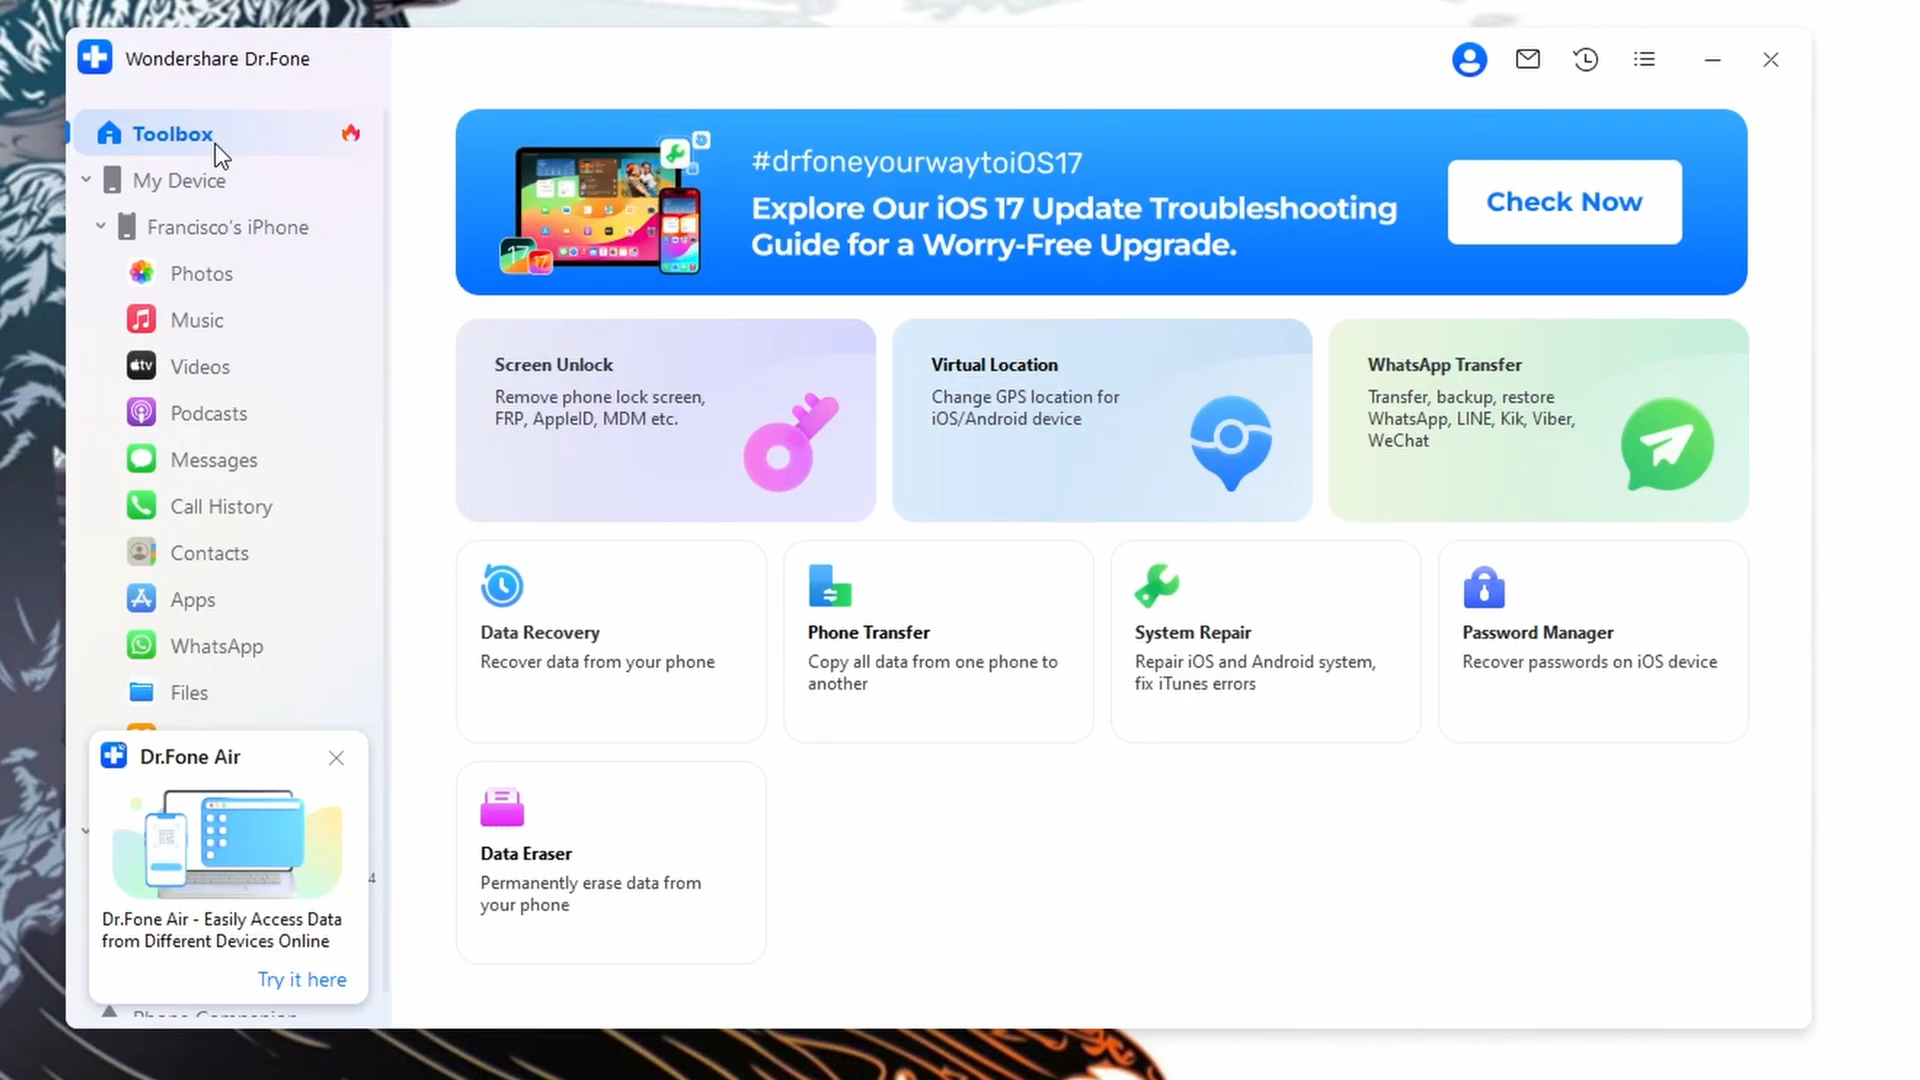 Wondershare Dr.Fone
Toolbox
My Device
Francisco's iPhone
Photos
Music
Videos
Podcasts
Messages
Call History
Contacts
Apps
WhatsApp
Files
Dr.Fone Air
Dr.Fone Air - Easily Access Data
from Different Devices Online
Try it here
4
Phone Companion
#drfoneyourwaytoiOS17
Explore Our iOS 17 Update Troubleshooting
Guide for a Worry-Free Upgrade.
Check Now
17
17
Screen Unlock
Remove phone lock screen,
FRP, AppleID, MDM etc.
Virtual Location
Change GPS location for
iOS/Android device
WhatsApp Transfer
Transfer, backup, restore
WhatsApp, LINE, Kik, Viber,
WeChat
Data Recovery
Recover data from your phone
Phone Transfer
Copy all data from one phone to
another
System Repair
Repair iOS and Android system,
fix iTunes errors
Password Manager
Recover passwords on iOS device
Data Eraser
Permanently erase data from
your phone